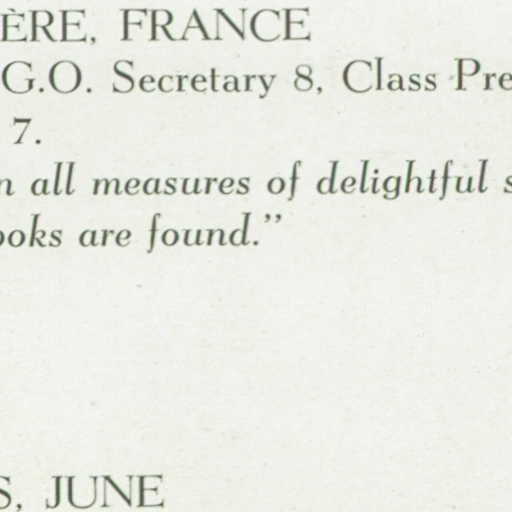 ÈRE, FRANCE
G.O. Secretary 8, Class Pre
7.
n all measures of delightful s
ooks are found.”
S, JUNE